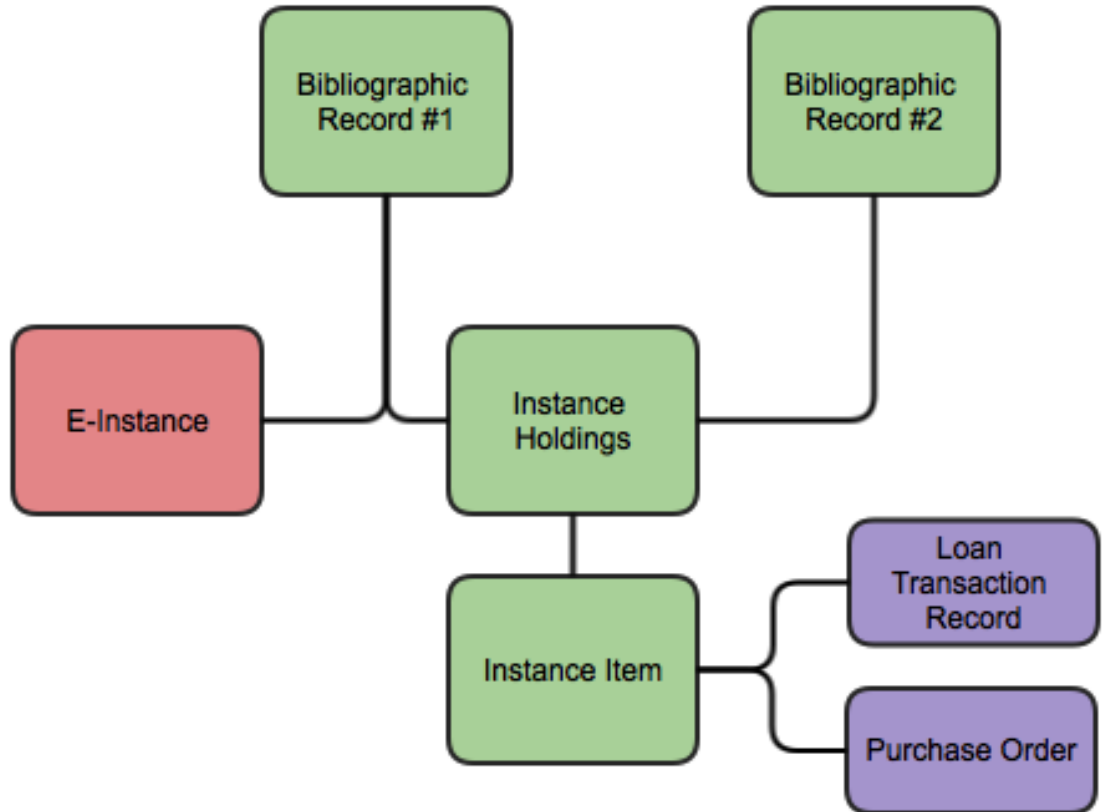 Bibliographic
Record #1
Bibliographic
Record #2
E-Instance
Instance
Holdings
Loan
Transaction
Record
Instance Item
Purchase Order